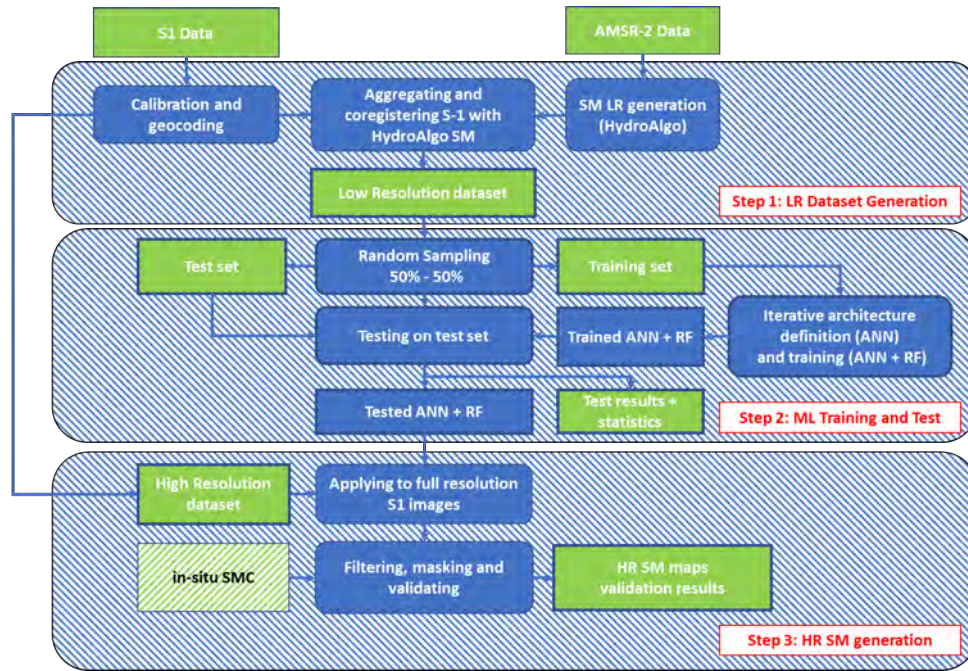 S1 Data
AMSR-2 Data
Calibration and
geocoding
Aggregating and
coregistering S-1 with
HydroAlgo SM
SM LR generation
(HydroAlgo)
Low Resolution dataset
Step 1: LR Dataset Generation
Test set
Random Sampling
50% - 50%
Training set
Testing on test set
Trained ANN + RF
Iterative architecture
definition (ANN)
and training (ANN + RF)
Tested ANN + RF
Test results +
statistics
Step 2: ML Training and Test
High Resolution
dataset
Applying to full resolution
S1 images
in-situ SMC
Filtering, masking and
validating
HR SM maps
validation results
Step 3: HR SM generation